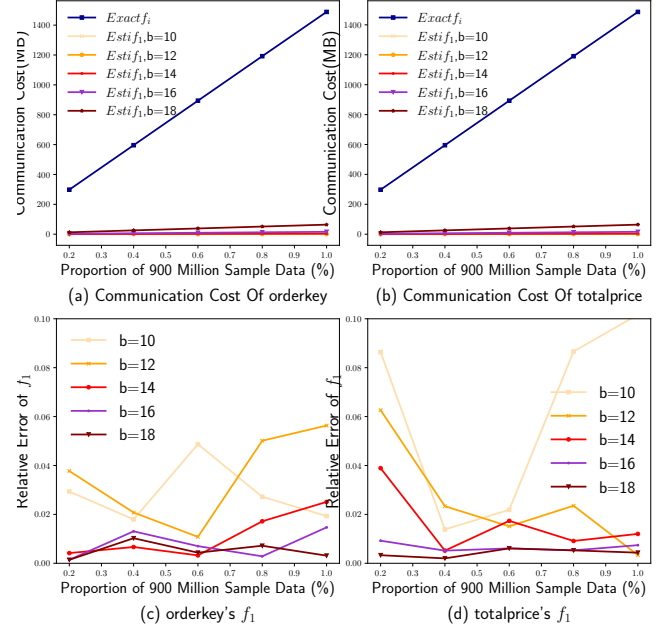 Exactf_i
Estif_1,b=10
Estif_1,b=12
Estif_1,b=14
Estif_1,b=16
Estif_1,b=18
Communication Cost(MB)
1400
1200
1000
800
600
400
200
0
0.2 0.3 0.4 0.5 0.6 0.7 0.8 0.9 1.0
Proportion of 900 Million Sample Data (%)
(a) Communication Cost Of orderkey
Exactf_i
Estif_1,b=10
Estif_1,b=12
Estif_1,b=14
Estif_1,b=16
Estif_1,b=18
Communication Cost(MB)
1400
1200
1000
800
600
400
200
0
0.2 0.3 0.4 0.5 0.6 0.7 0.8 0.9 1.0
Proportion of 900 Million Sample Data (%)
(b) Communication Cost Of totalprice
b=10
b=12
b=14
b=16
b=18
Relative Error of f_1
0.10
0.08
0.06
0.04
0.02
0.00
0.2 0.3 0.4 0.5 0.6 0.7 0.8 0.9 1.0
Proportion of 900 Million Sample Data (%)
(c) orderkey's f_1
b=10
b=12
b=14
b=16
b=18
Relative Error of f_1
0.10
0.08
0.06
0.04
0.02
0.00
0.2 0.3 0.4 0.5 0.6 0.7 0.8 0.9 1.0
Proportion of 900 Million Sample Data (%)
(d) totalprice's f_1